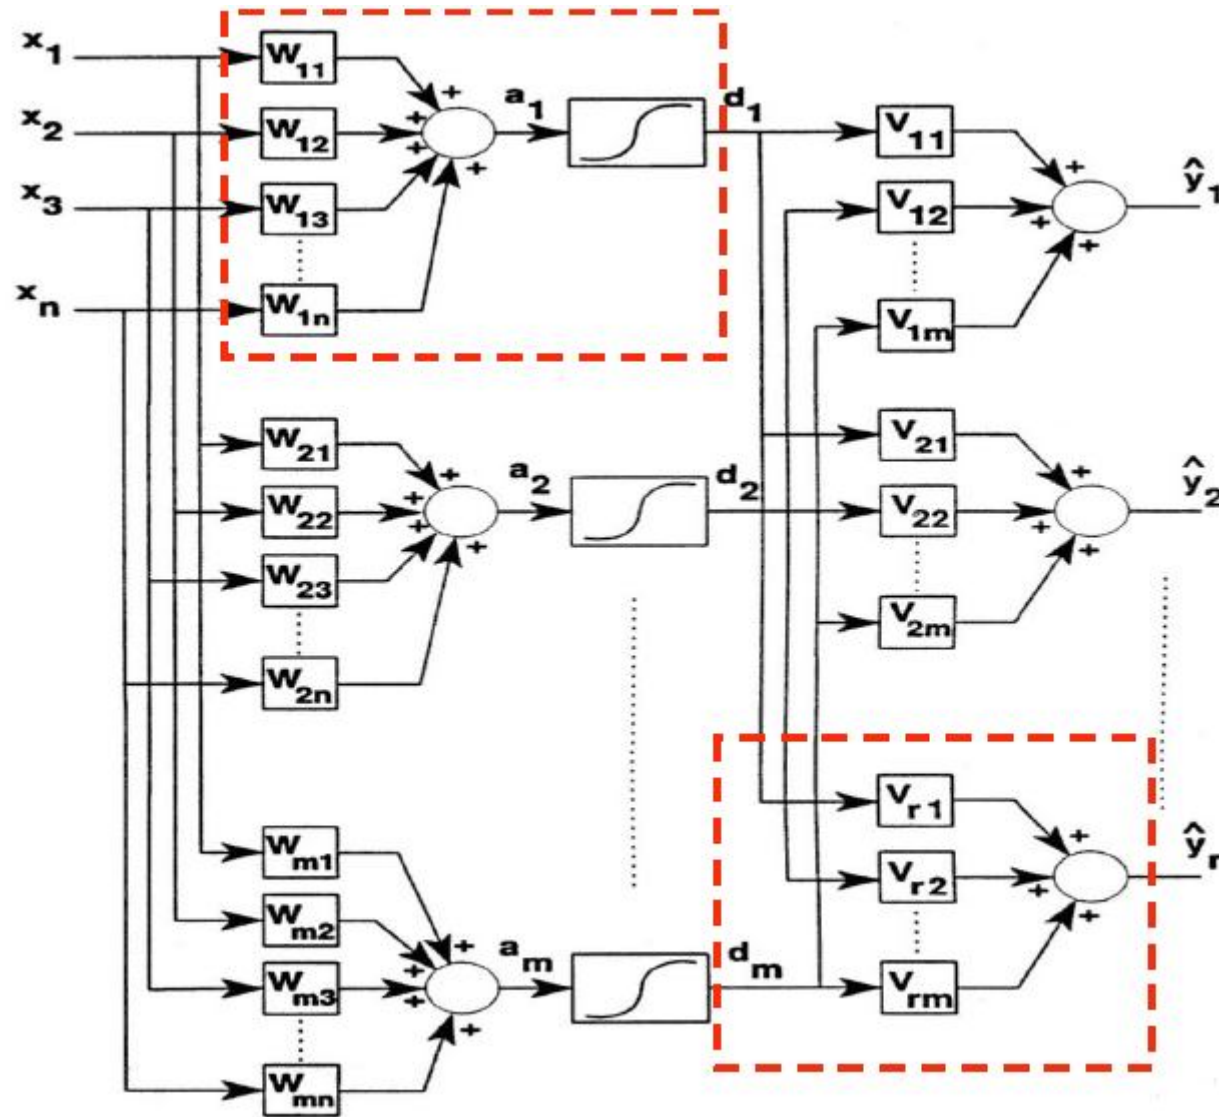 x1 W11 + a1 d1 V11
x2 W12 + + + V12 + + ŷ1
x3 W13 +
xn W1n V1m +
W21 + a2 d2 V21 +
W22 + + V22 + ŷ2
W23 + +
W2n V2m
Wm1 + am dm Vr1 +
Wm2 + Vr2 + ŷr
Wm3 + +
Wmn Vrm +